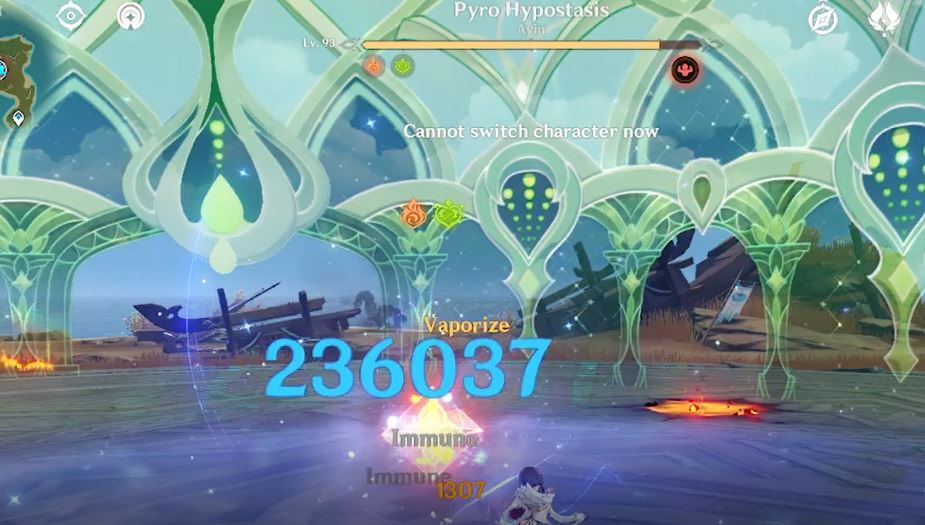 Pyro Hypostasis
Ayin
Lv. 93
Cannot switch character now
Vaporize
236037
Immune
Immune
1307